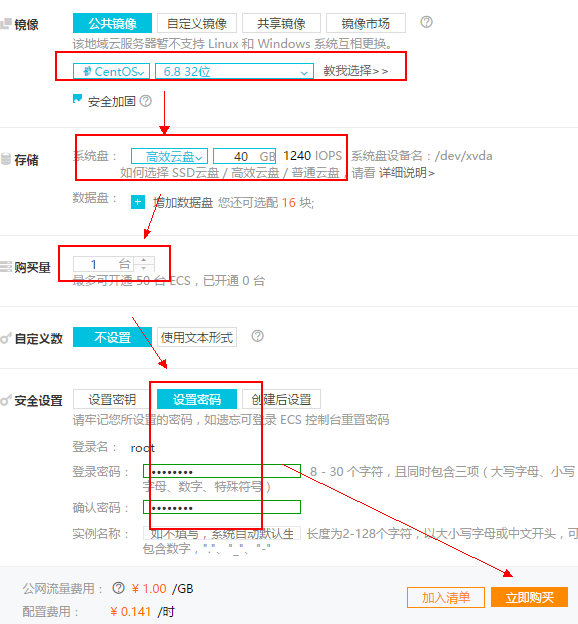 镜像 公共镜像 自定义镜像 共享镜像 镜像市场 ?
该地域云服务器暂不支持 Linux 和 Windows 系统互相更换。
CentOS 6.8 32位 教我选择>>
安全加固 ?
存储 系统盘： 高效云盘 40 GB 1240 IOPS 系统盘设备名：/dev/xvda
如何选择 SSD云盘 / 高效云盘 / 普通云盘，请看 详细说明>
数据盘： + 增加数据盘 您还可选配 16 块;
购买量 1 台
最多可开通 50 台 ECS，已开通 0 台
自定义数 不设置 使用文本形式 ?
安全设置 设置密钥 设置密码 创建后设置
请牢记您所设置的密码，如遗忘可登录 ECS 控制台重置密码
登录名： root
登录密码： •••••••• 8 - 30 个字符，且同时包含三项（大写字母、小写
字母、数字、特殊符号）
确认密码： ••••••••
实例名称： 如不填写，系统自动默认生 长度为2-128个字符，以大小写字母或中文开头，可
包含数字，"."、"_"、"-"
公网流量费用： ? ¥ 1.00 /GB
配置费用： ¥ 0.141 /时
加入清单 立即购买